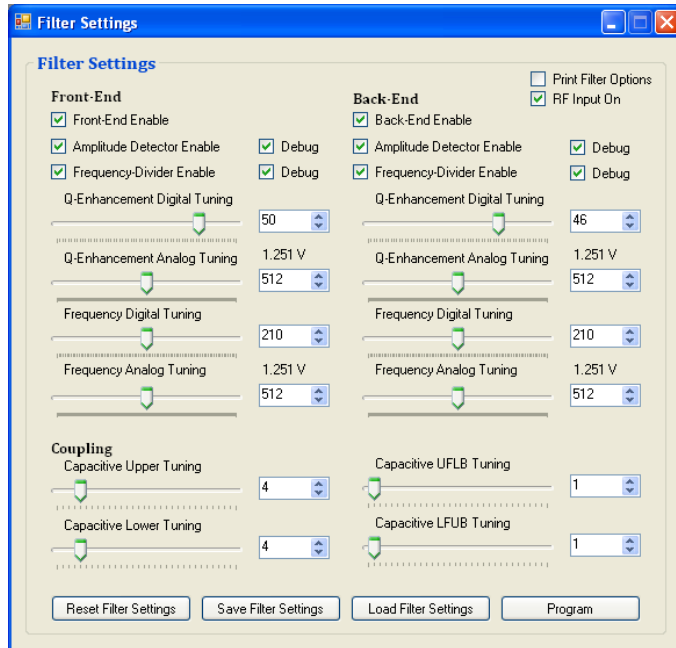 Filter Settings
Filter Settings
Print Filter Options
RF Input On
Front-End
Front-End Enable
Amplitude Detector Enable
Debug
Frequency-Divider Enable
Debug
Q-Enhancement Digital Tuning
50
Q-Enhancement Analog Tuning
1.251 V
512
Frequency Digital Tuning
210
Frequency Analog Tuning
1.251 V
512
Back-End
Back-End Enable
Amplitude Detector Enable
Debug
Frequency-Divider Enable
Debug
Q-Enhancement Digital Tuning
46
Q-Enhancement Analog Tuning
1.251 V
512
Frequency Digital Tuning
210
Frequency Analog Tuning
1.251 V
512
Coupling
Capacitive Upper Tuning
4
Capacitive Lower Tuning
4
Capacitive UFLB Tuning
1
Capacitive LFUB Tuning
1
Reset Filter Settings
Save Filter Settings
Load Filter Settings
Program